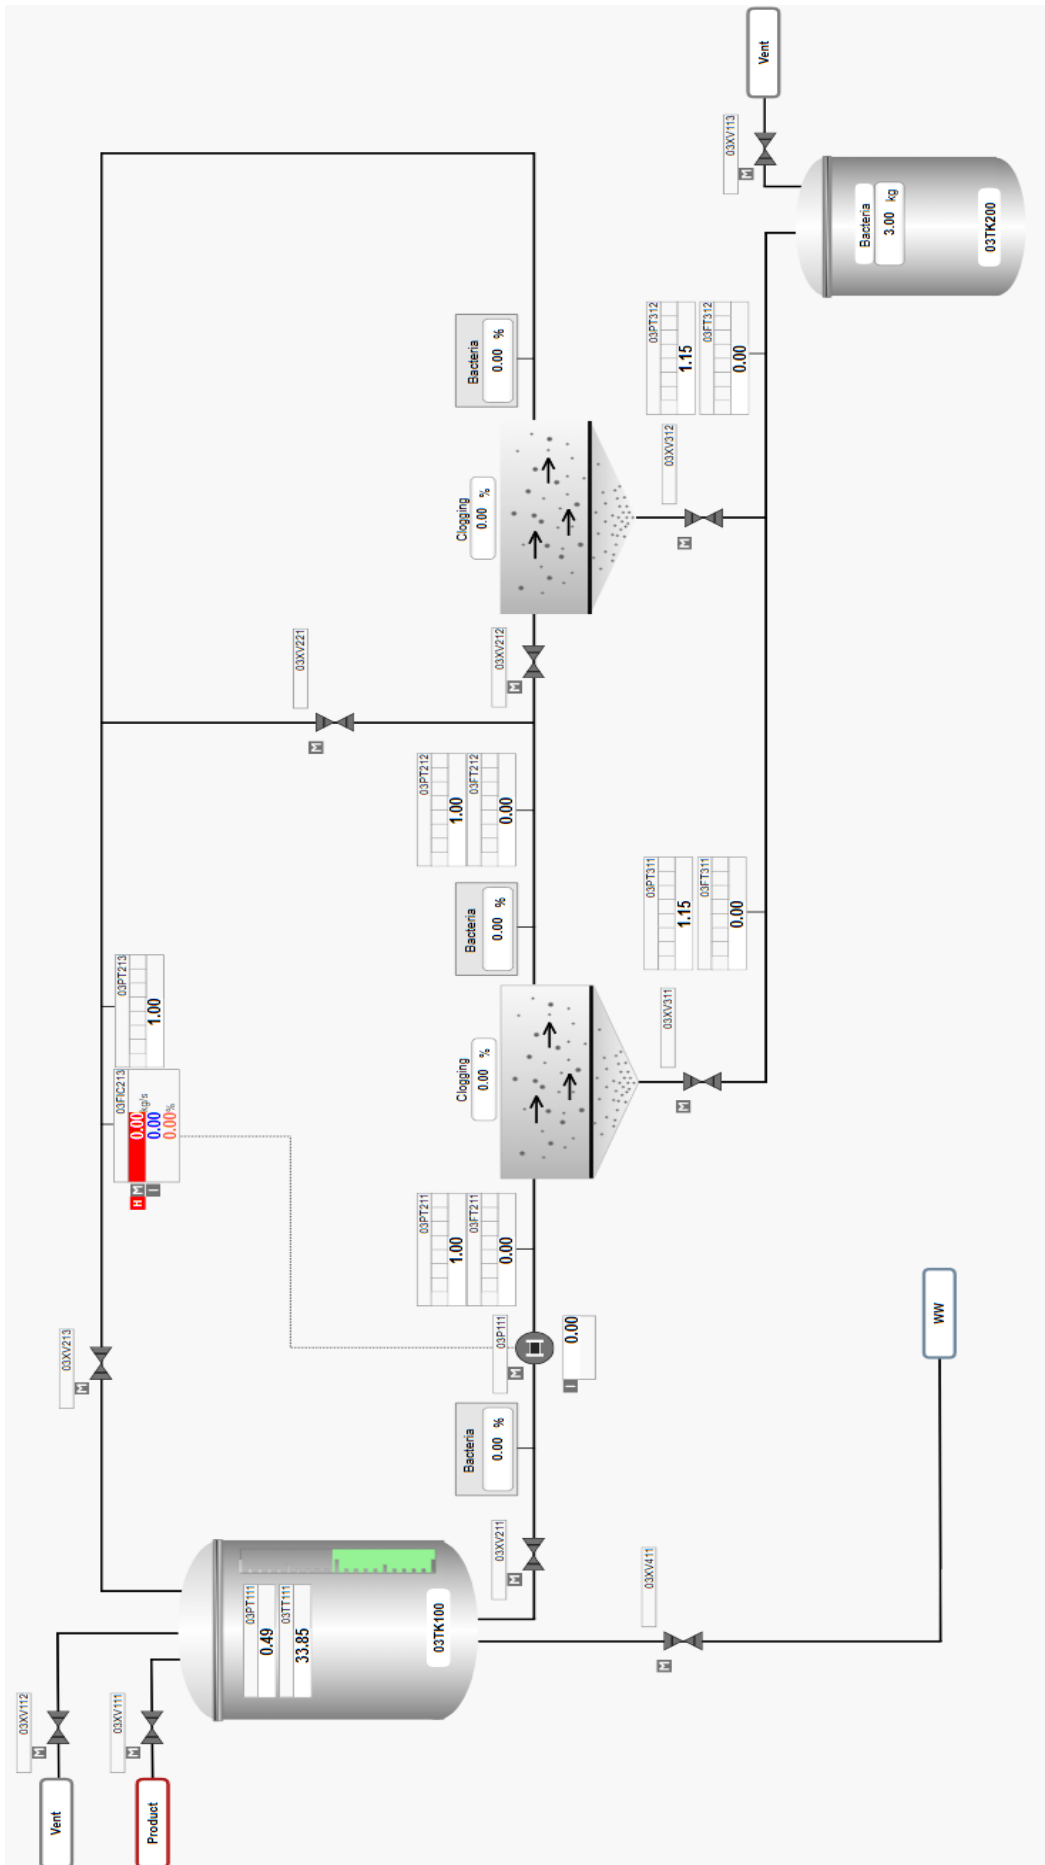 Vent
03XV112
M
Product
03XV111
M
03XV213
M
03FIC213
0.00 kg/s
0.00
0.00%
H M
I
03PT213
1.00
03PT111
0.49
03TT111
33.85
03TK100
03XV221
M
03XV211
M
Bacteria
0.00 %
03P111
M
0.00
I
03PT211
1.00
03FT211
0.00
Clogging
0.00 %
Bacteria
0.00 %
03PT212
1.00
03FT212
0.00
03XV212
M
Clogging
0.00 %
Bacteria
0.00 %
03XV411
M
03XV311
M
03PT311
1.15
03FT311
0.00
03XV312
M
03PT312
1.15
03FT312
0.00
03XV113
M
Vent
Bacteria
3.00 kg
03TK200
WW